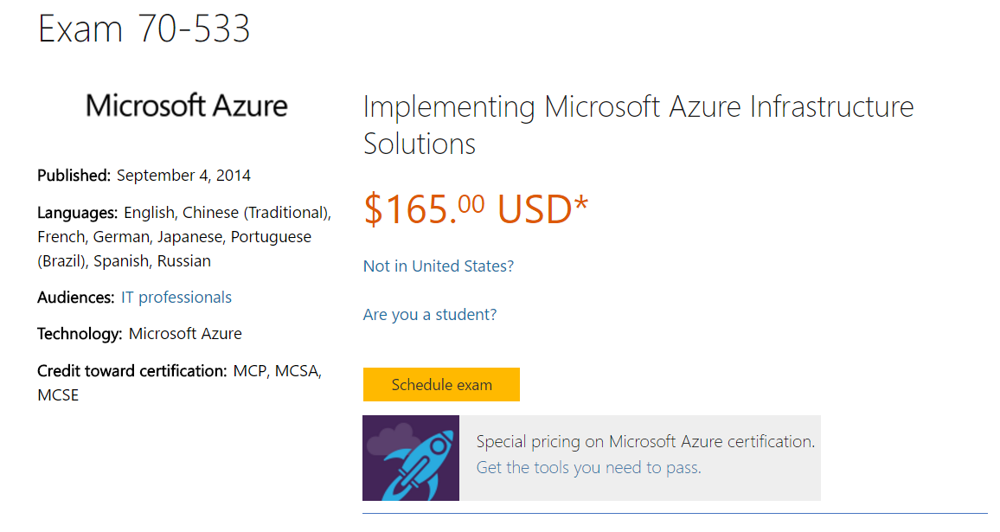 Exam 70-533
Microsoft Azure
Published: September 4, 2014
Languages: English, Chinese (Traditional),
French, German, Japanese, Portuguese
(Brazil), Spanish, Russian
Audiences: IT professionals
Technology: Microsoft Azure
Credit toward certification: MCP, MCSA,
MCSE
Implementing Microsoft Azure Infrastructure
Solutions
$165.00 USD*
Not in United States?
Are you a student?
Schedule exam
Special pricing on Microsoft Azure certification.
Get the tools you need to pass.